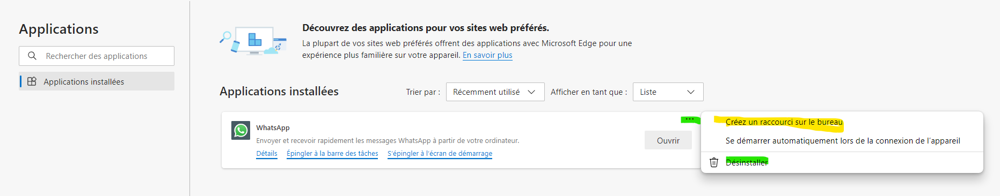 Applications
Rechercher des applications
Applications installées
Découvrez des applications pour vos sites web préférés.
La plupart de vos sites web préférés offrent des applications avec Microsoft Edge pour une
expérience plus familière sur votre appareil. En savoir plus
Applications installées
Trier par : Récemment utilisé Afficher en tant que : Liste
WhatsApp
Envoyer et recevoir rapidement les messages WhatsApp à partir de votre ordinateur.
Détails Épingler à la barre des tâches S'épingler à l'écran de démarrage
...
Ouvrir
Créez un raccourci sur le bureau
Se démarrer automatiquement lors de la connexion de l'appareil
Désinstaller